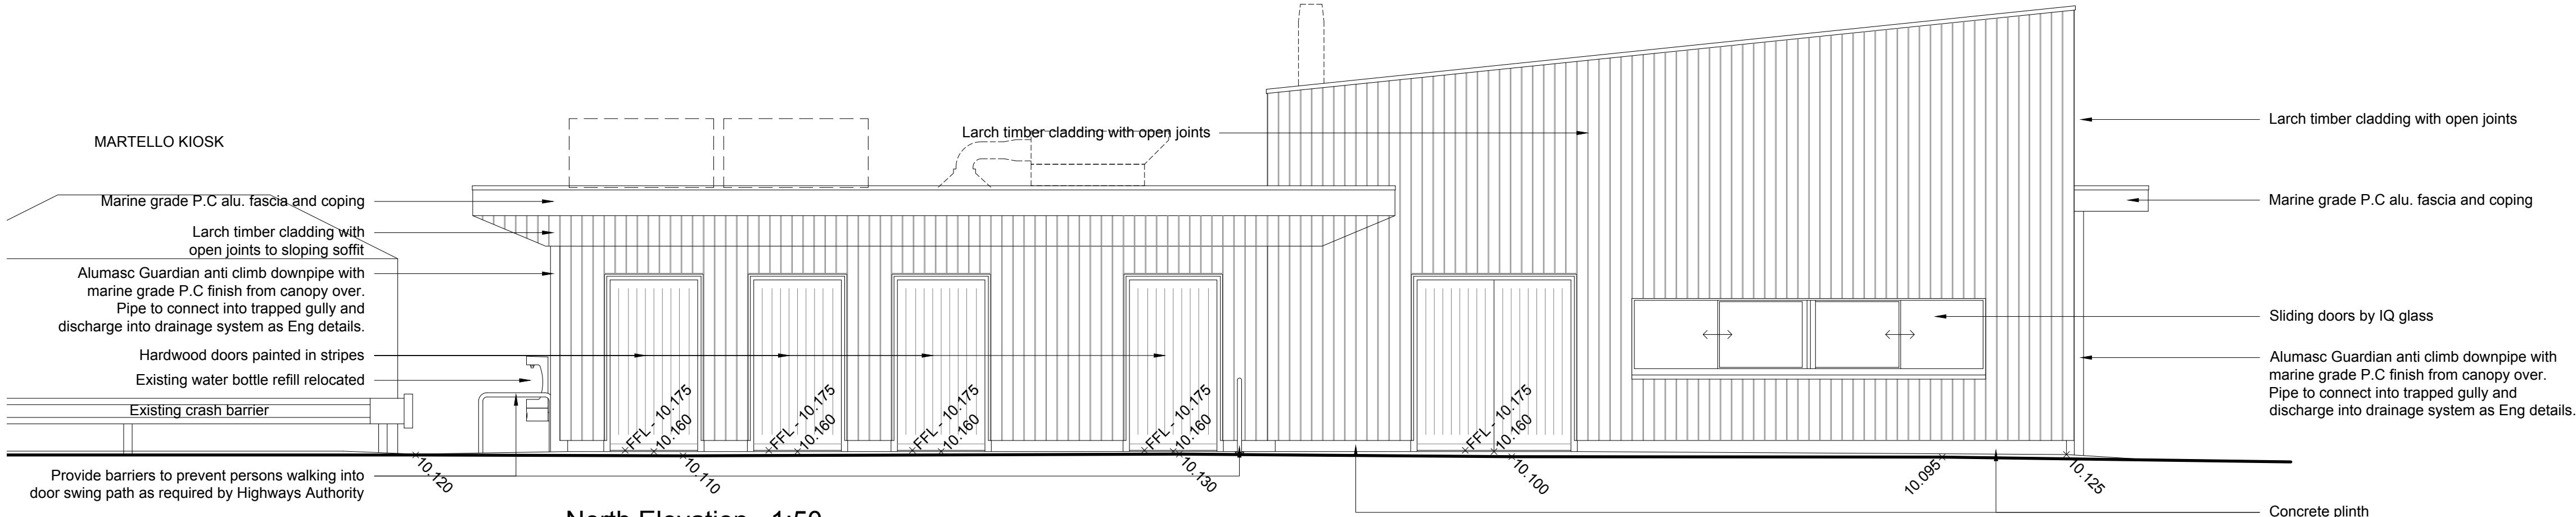 MARTELLO KIOSK
Larch timber cladding with open joints
Larch timber cladding with open joints
Marine grade P.C alu. fascia and coping
Marine grade P.C alu. fascia and coping
Larch timber cladding with
open joints to sloping soffit
Alumasc Guardian anti climb downpipe with
marine grade P.C finish from canopy over.
Pipe to connect into trapped gully and
discharge into drainage system as Eng details.
Sliding doors by IQ glass
Hardwood doors painted in stripes
Existing water bottle refill relocated
Alumasc Guardian anti climb downpipe with
marine grade P.C finish from canopy over.
Pipe to connect into trapped gully and
discharge into drainage system as Eng details.
Existing crash barrier
FFL - 10.175
10.160
FFL - 10.175
10.160
FFL - 10.175
10.160
FFL - 10.175
10.160
FFL - 10.175
10.160
10.120
10.110
10.130
10.100
10.095
10.125
Provide barriers to prevent persons walking into
door swing path as required by Highways Authority
Concrete plinth
North Elevation - 1:50